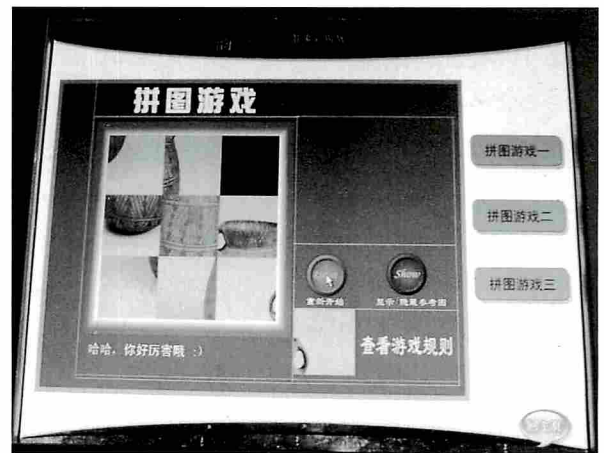 拼图游戏
拼图游戏一
拼图游戏二
拼图游戏三
Show
重新开始
显示/隐藏参考图
查看游戏规则
哈哈，你好厉害哦 :)